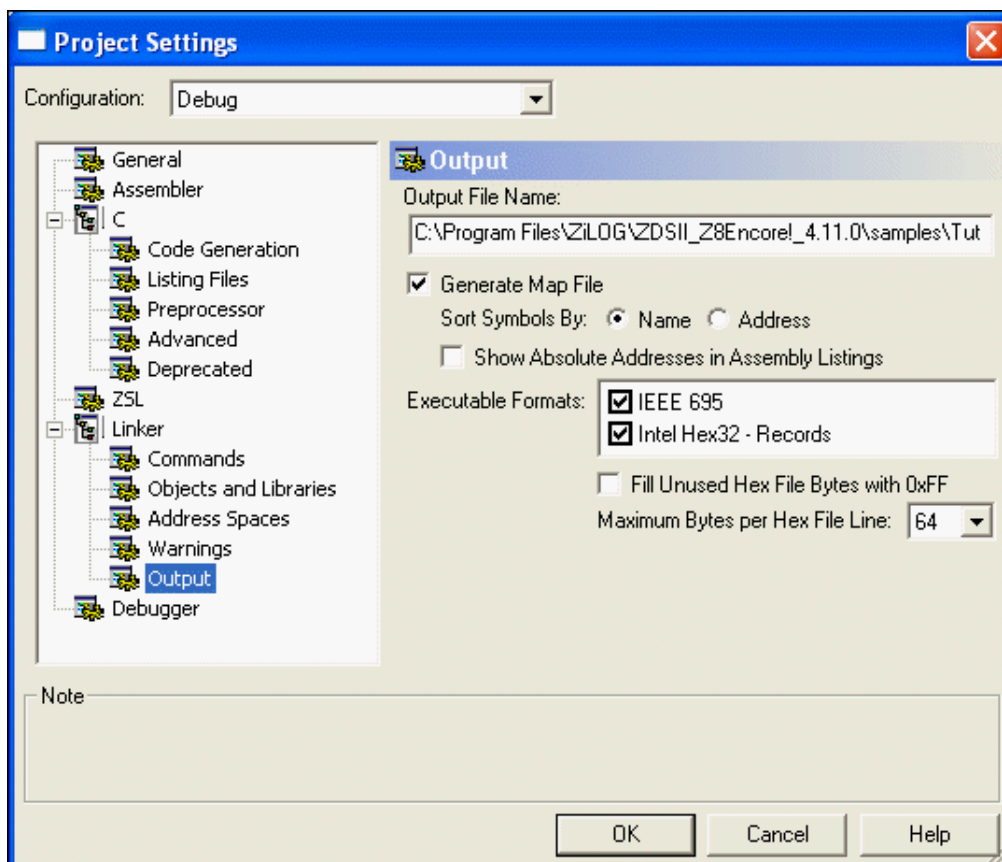 Project Settings
Configuration: Debug
General
Assembler
C
Code Generation
Listing Files
Preprocessor
Advanced
Deprecated
ZSL
Linker
Commands
Objects and Libraries
Address Spaces
Warnings
Output
Debugger
Output
Output File Name:
C:\Program Files\ZiLOG\ZDSII_Z8Encore!_4.11.0\samples\Tut
Generate Map File
Sort Symbols By: Name Address
Show Absolute Addresses in Assembly Listings
Executable Formats: IEEE 695
Intel Hex32 - Records
Fill Unused Hex File Bytes with 0xFF
Maximum Bytes per Hex File Line: 64
Note
OK Cancel Help